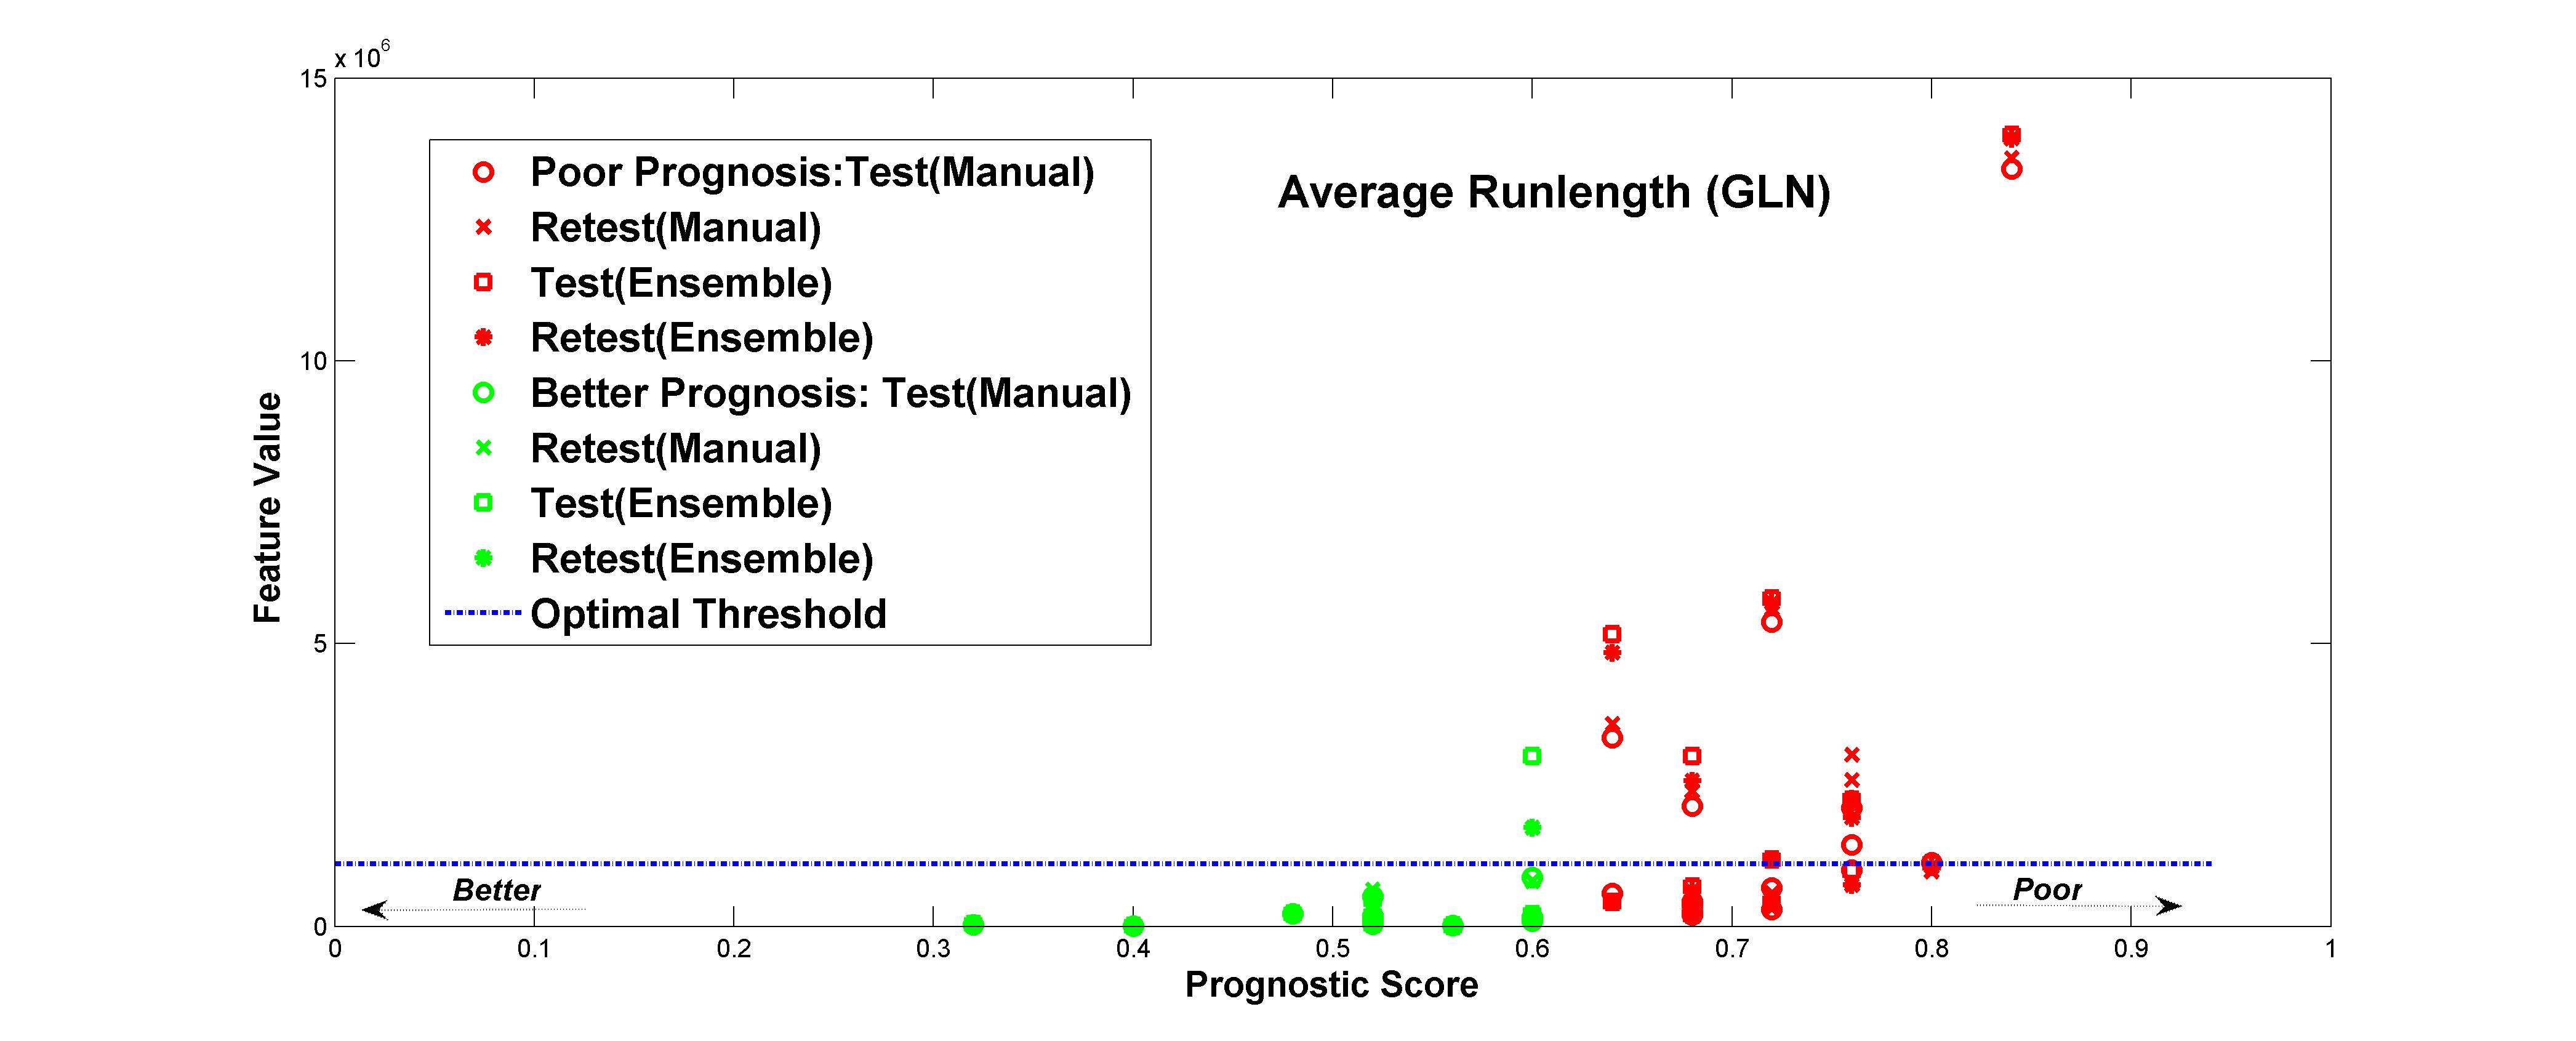 x 10^6
15
10
5
0
Feature Value
Average Runlength (GLN)
Poor Prognosis:Test(Manual)
Retest(Manual)
Test(Ensemble)
Retest(Ensemble)
Better Prognosis: Test(Manual)
Retest(Manual)
Test(Ensemble)
Retest(Ensemble)
Optimal Threshold
Better
Poor
0 0.1 0.2 0.3 0.4 0.5 0.6 0.7 0.8 0.9 1
Prognostic Score